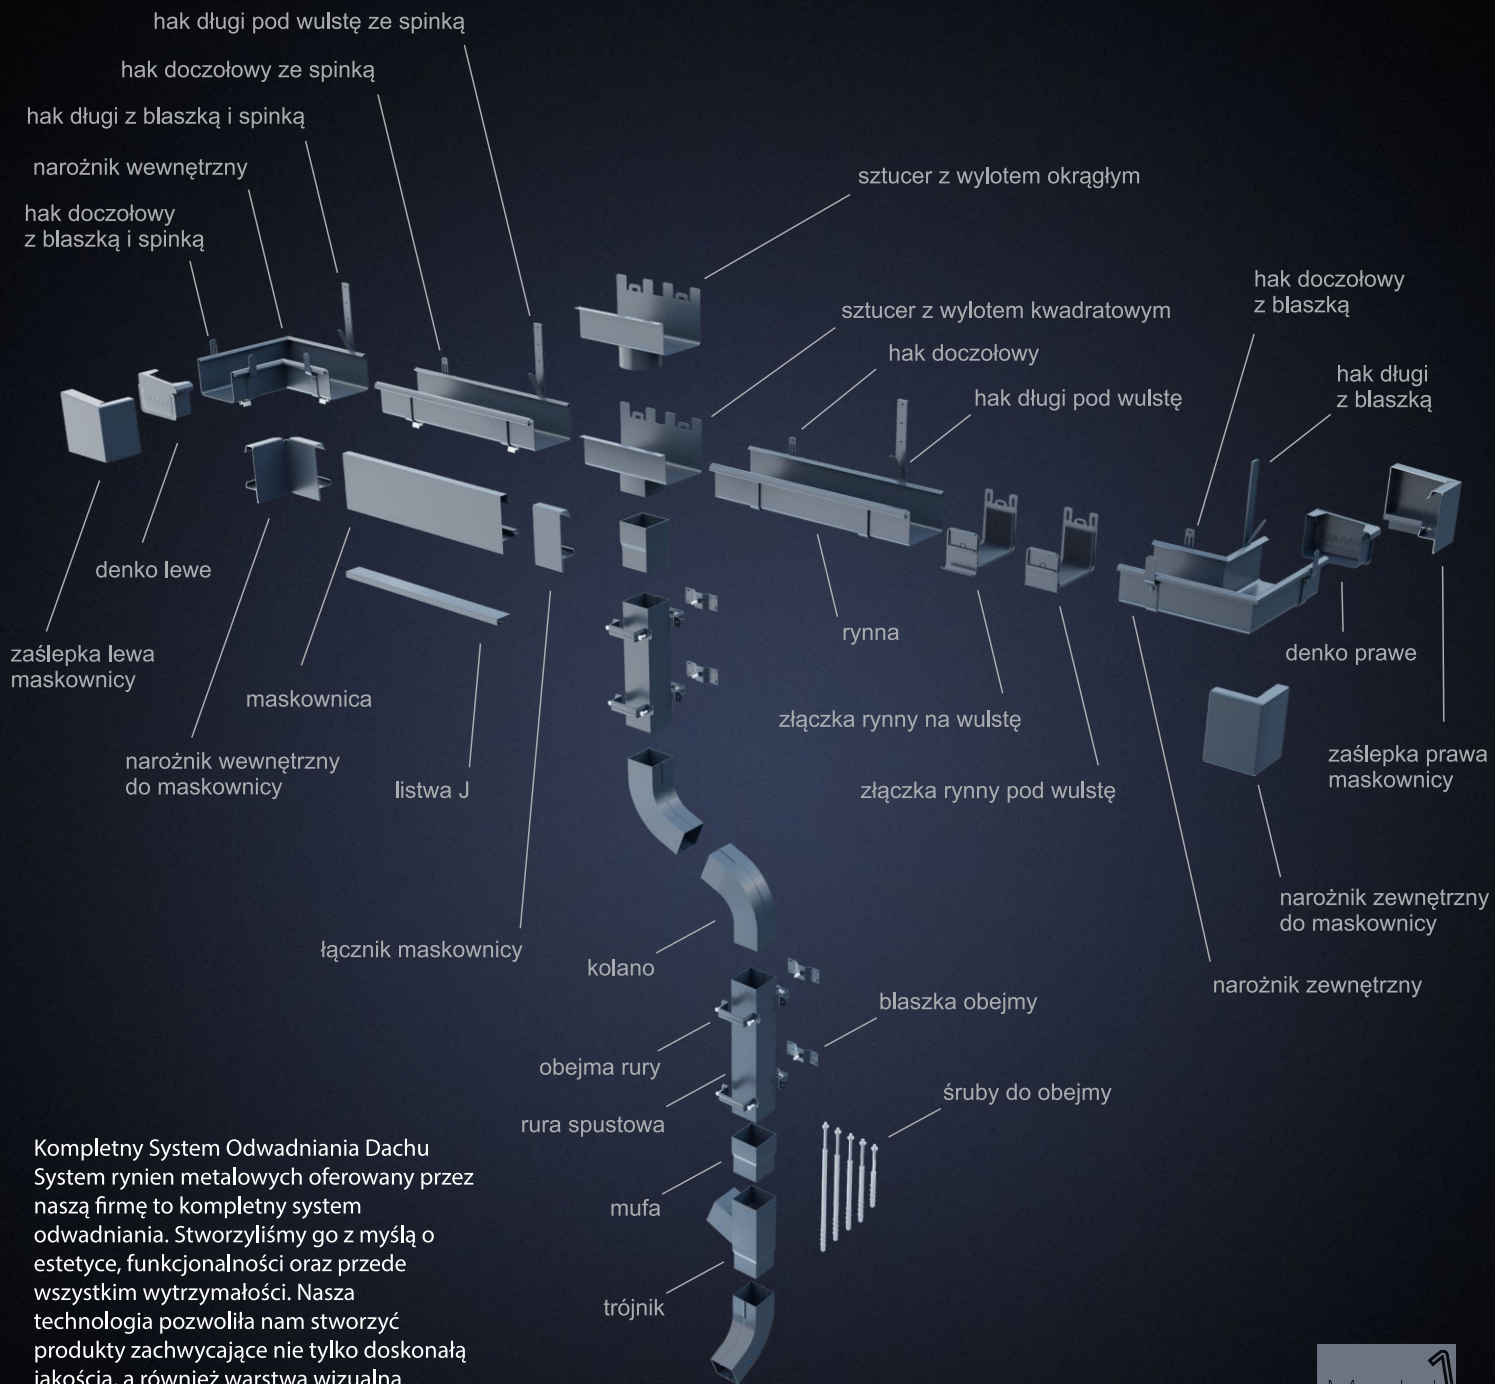 hak długi pod wulstę ze spinką
hak doczołowy ze spinką
hak długi z blaszką i spinką
narożnik wewnętrzny
hak doczołowy
z blaszką i spinką
sztucer z wylotem okrągłym
sztucer z wylotem kwadratowym
hak doczołowy
hak długi pod wulstę
hak doczołowy
z blaszką
hak długi
z blaszką
denko lewe
zaślepka lewa
maskownicy
maskownica
narożnik wewnętrzny
do maskownicy
listwa J
łącznik maskownicy
rynna
złączka rynny na wulstę
złączka rynny pod wulstę
denko prawe
zaślepka prawa
maskownicy
narożnik zewnętrzny
do maskownicy
narożnik zewnętrzny
kolano
blaszka obejmy
obejma rury
śruby do obejmy
rura spustowa
mufa
trójnik
Kompletny System Odwadniania Dachu
System rynien metalowych oferowany przez
naszą firmę to kompletny system
odwadniania. Stworzyliśmy go z myślą o
estetyce, funkcjonalności oraz przede
wszystkim wytrzymałości. Nasza
technologia pozwoliła nam stworzyć
produkty zachwycające nie tylko doskonałą
jakością, a również warstwą wizualną
1